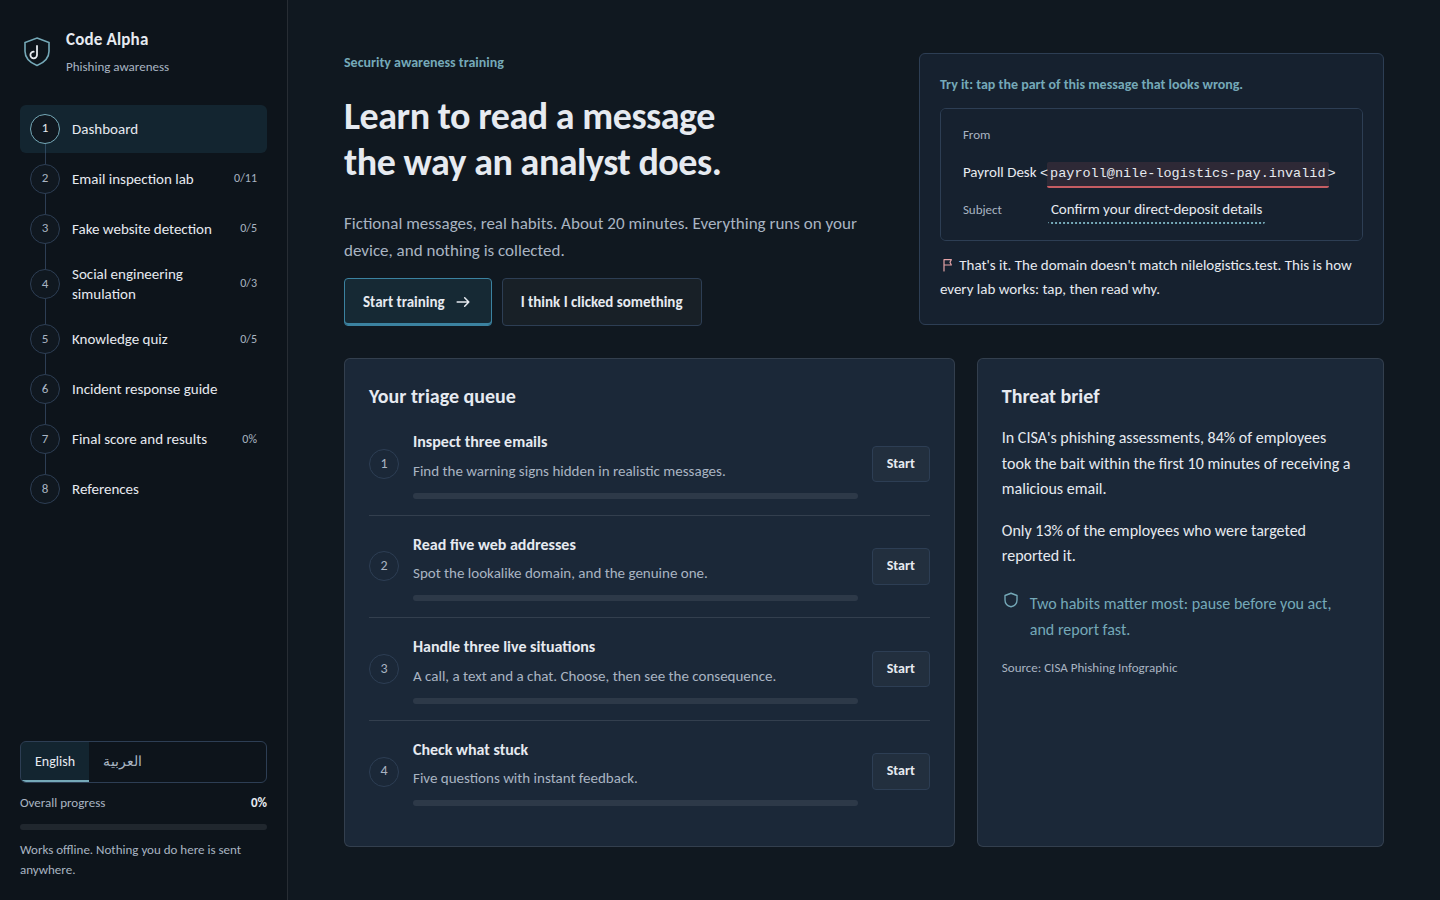 Code Alpha
Phishing awareness
1 Dashboard
2 Email inspection lab 0/11
3 Fake website detection 0/5
4 Social engineering simulation 0/3
5 Knowledge quiz 0/5
6 Incident response guide
7 Final score and results 0%
8 References
English العربية
Overall progress 0%
Works offline. Nothing you do here is sent
anywhere.
Security awareness training
Learn to read a message
the way an analyst does.
Fictional messages, real habits. About 20 minutes. Everything runs on your
device, and nothing is collected.
Start training → I think I clicked something
Try it: tap the part of this message that looks wrong.
From
Payroll Desk <payroll@nile-logistics-pay.invalid>
Subject Confirm your direct-deposit details
That's it. The domain doesn't match nilelogistics.test. This is how
every lab works: tap, then read why.
Your triage queue
1 Inspect three emails
Find the warning signs hidden in realistic messages.
Start
2 Read five web addresses
Spot the lookalike domain, and the genuine one.
Start
3 Handle three live situations
A call, a text and a chat. Choose, then see the consequence.
Start
4 Check what stuck
Five questions with instant feedback.
Start
Threat brief
In CISA's phishing assessments, 84% of employees
took the bait within the first 10 minutes of receiving a
malicious email.
Only 13% of the employees who were targeted
reported it.
Two habits matter most: pause before you act,
and report fast.
Source: CISA Phishing Infographic